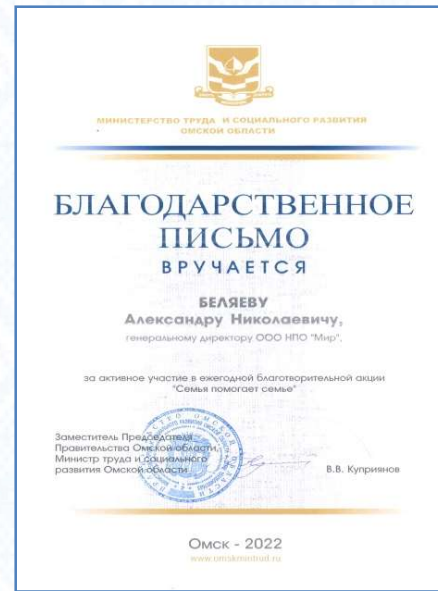 МИНИСТЕРСТВО ТРУДА И СОЦИАЛЬНОГО РАЗВИТИЯ
ОМСКОЙ ОБЛАСТИ
БЛАГОДАРСТВЕННОЕ
ПИСЬМО
ВРУЧАЕТСЯ
БЕЛЯЕВУ
Александру Николаевичу,
генеральному директору ООО НПО "Мир",
за активное участие в ежегодной благотворительной акции
"Семья помогает семье"
Заместитель Председателя
Правительства Омской области,
Министр труда и социального
развития Омской области
В.В. Куприянов
Омск - 2022
www.omskmintrud.ru